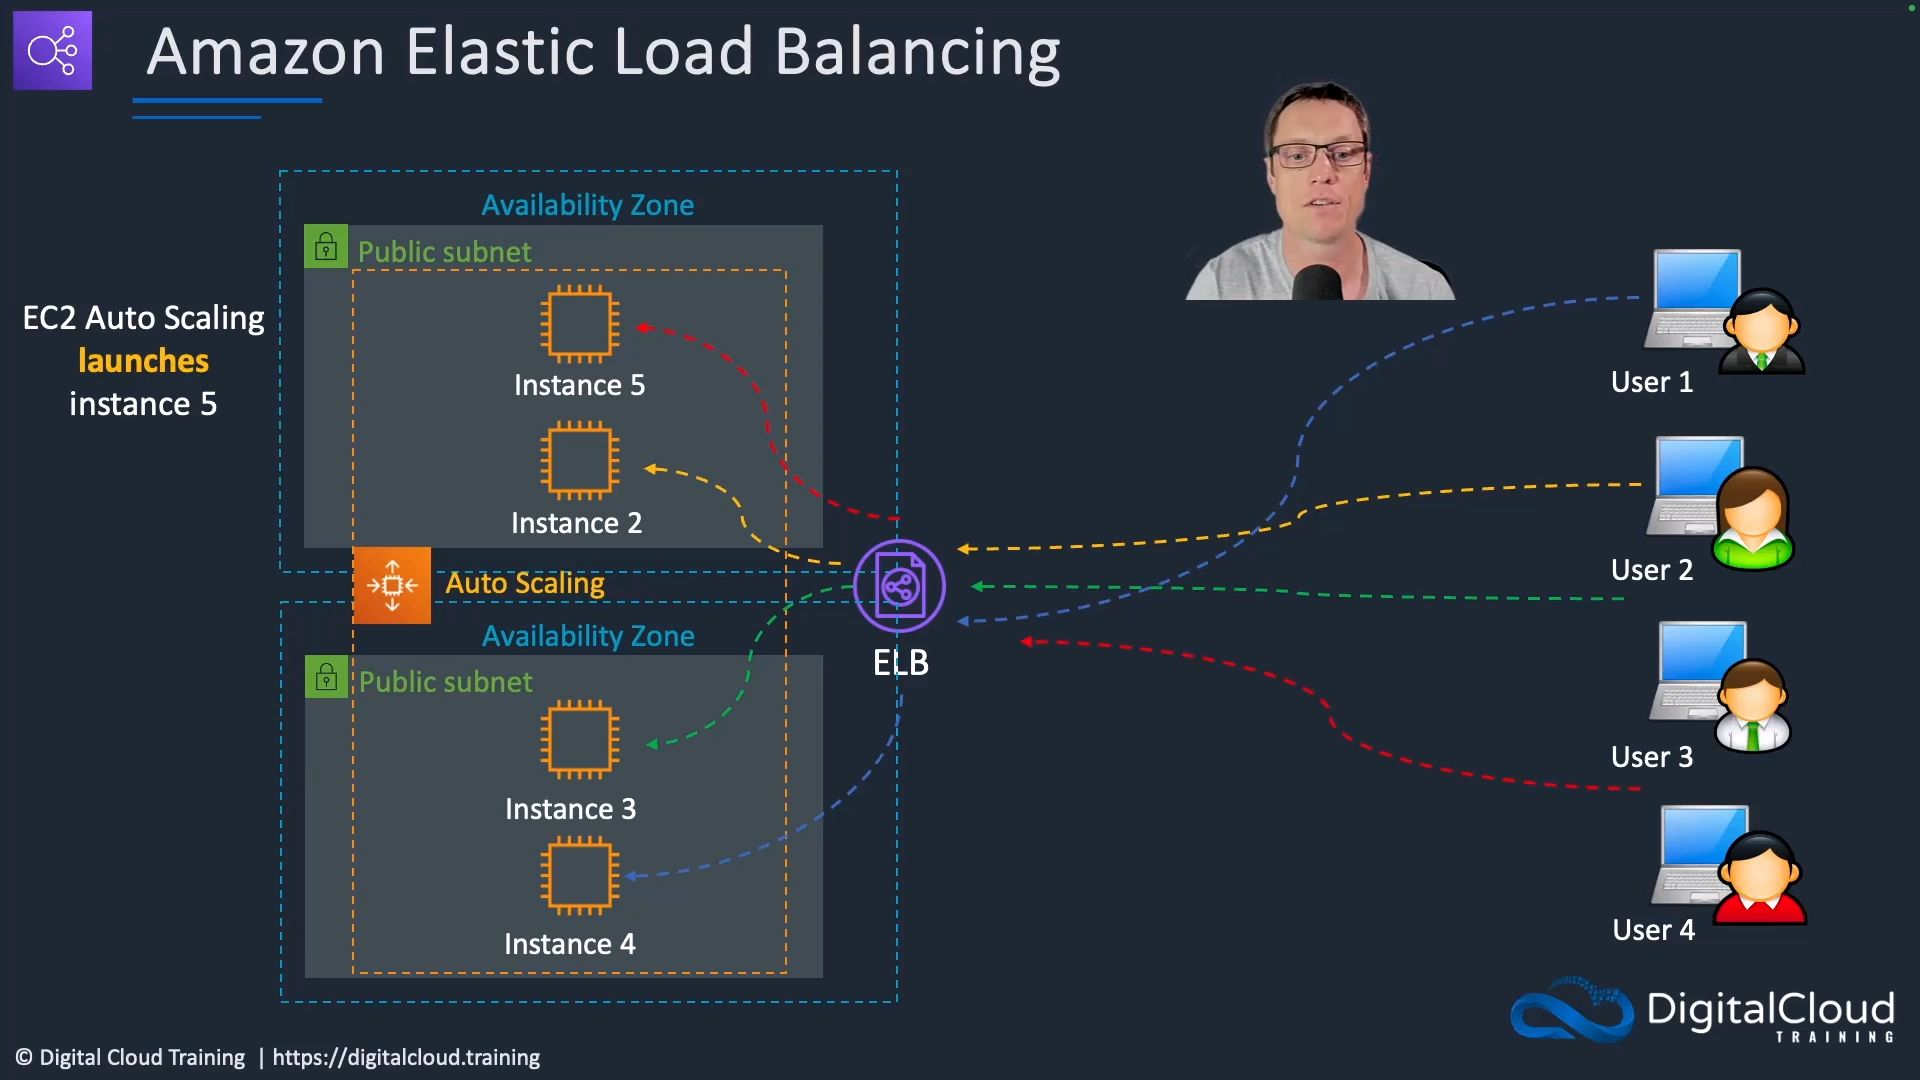 Amazon Elastic Load Balancing
Availability Zone
Public subnet
EC2 Auto Scaling
launches
instance 5
Instance 5
Instance 2
Auto Scaling
Availability Zone
Public subnet
Instance 3
Instance 4
ELB
User 1
User 2
User 3
User 4
DigitalCloud
TRAINING
© Digital Cloud Training | https://digitalcloud.training